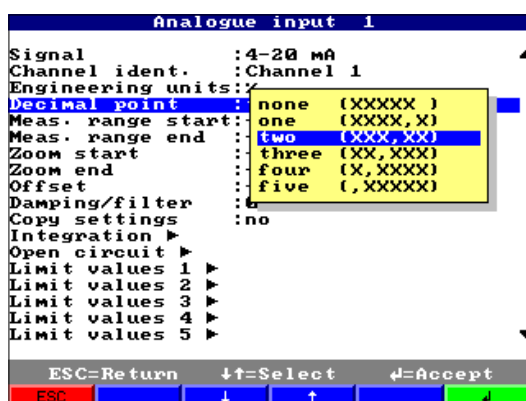 Analogue input 1
Signal :4-20 mA
Channel ident. :Channel 1
Engineering units:%
Decimal point :
Meas. range start:
Meas. range end :
Zoom start :
Zoom end :
Offset :
Damping/filter :
Copy settings :no
Integration ►
Open circuit ►
Limit values 1 ►
Limit values 2 ►
Limit values 3 ►
Limit values 4 ►
Limit values 5 ►
none (XXXXX )
one (XXXX,X)
two (XXX,XX)
three (XX,XXX)
four (X,XXXX)
five (,XXXXX)
ESC=Return ↓↑=Select ↲=Accept
ESC ↓ ↑ ↲